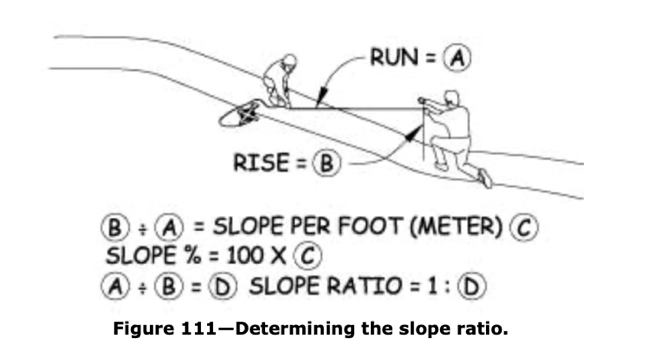 RUN = A
RISE = B
B ÷ A = SLOPE PER FOOT (METER) C
SLOPE % = 100 X C
A ÷ B = D SLOPE RATIO = 1 : D
Figure 111—Determining the slope ratio.